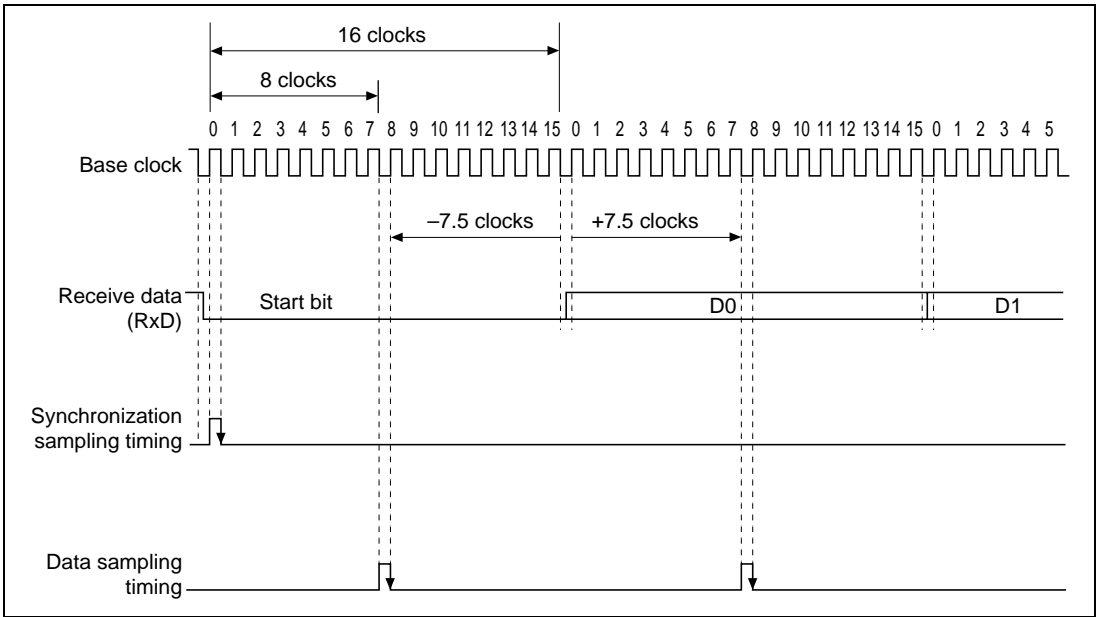 16 clocks
8 clocks
0 1 2 3 4 5 6 7 8 9 10 11 12 13 14 15 0 1 2 3 4 5 6 7 8 9 10 11 12 13 14 15 0 1 2 3 4 5
Base clock
–7.5 clocks +7.5 clocks
Receive data
(RxD)
Start bit D0 D1
Synchronization
sampling timing
Data sampling
timing